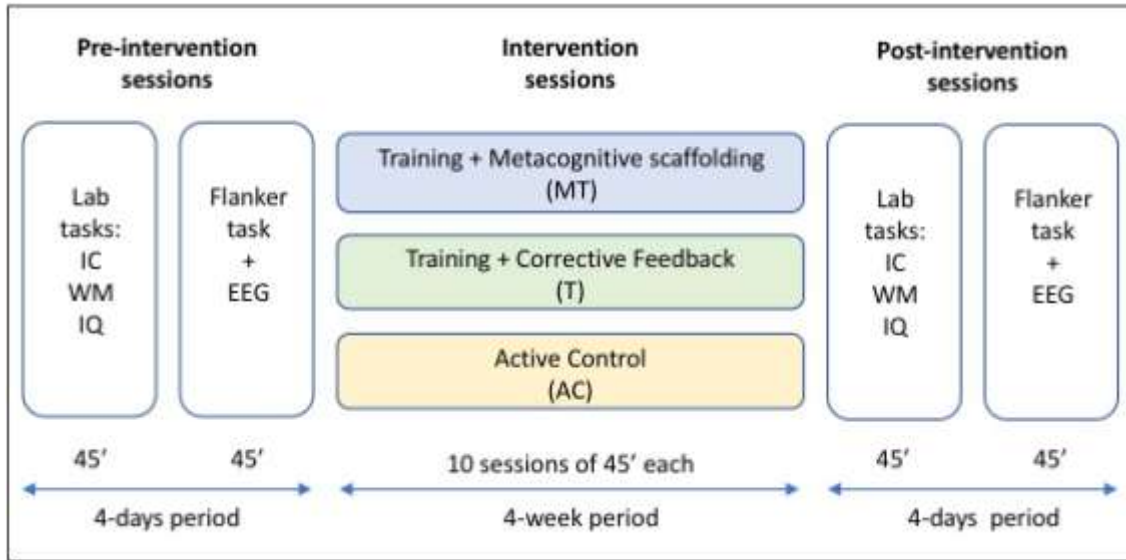 Pre-intervention
sessions
Intervention
sessions
Post-intervention
sessions
Lab
tasks:
IC
WM
IQ
Flanker
task
+
EEG
Training + Metacognitive scaffolding
(MT)
Training + Corrective Feedback
(T)
Active Control
(AC)
Lab
tasks:
IC
WM
IQ
Flanker
task
+
EEG
45’
45’
10 sessions of 45’ each
45’
45’
4-days period
4-week period
4-days period